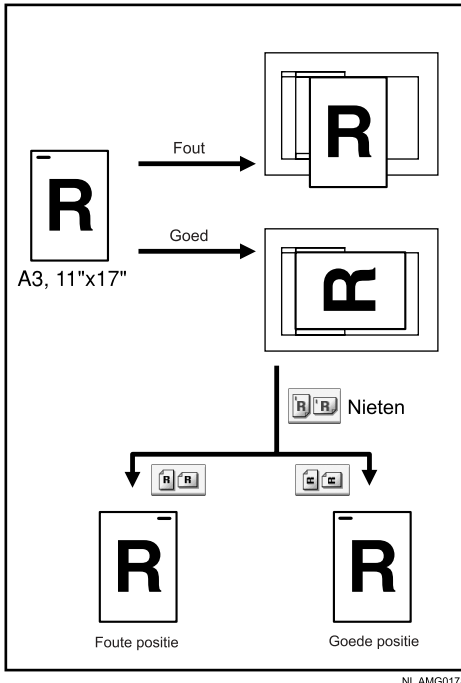 R
Fout
R
Goed
R
A3, 11"x17"
R R Nieten
R R R R
R R
Foute positie Goede positie
NL AMG017